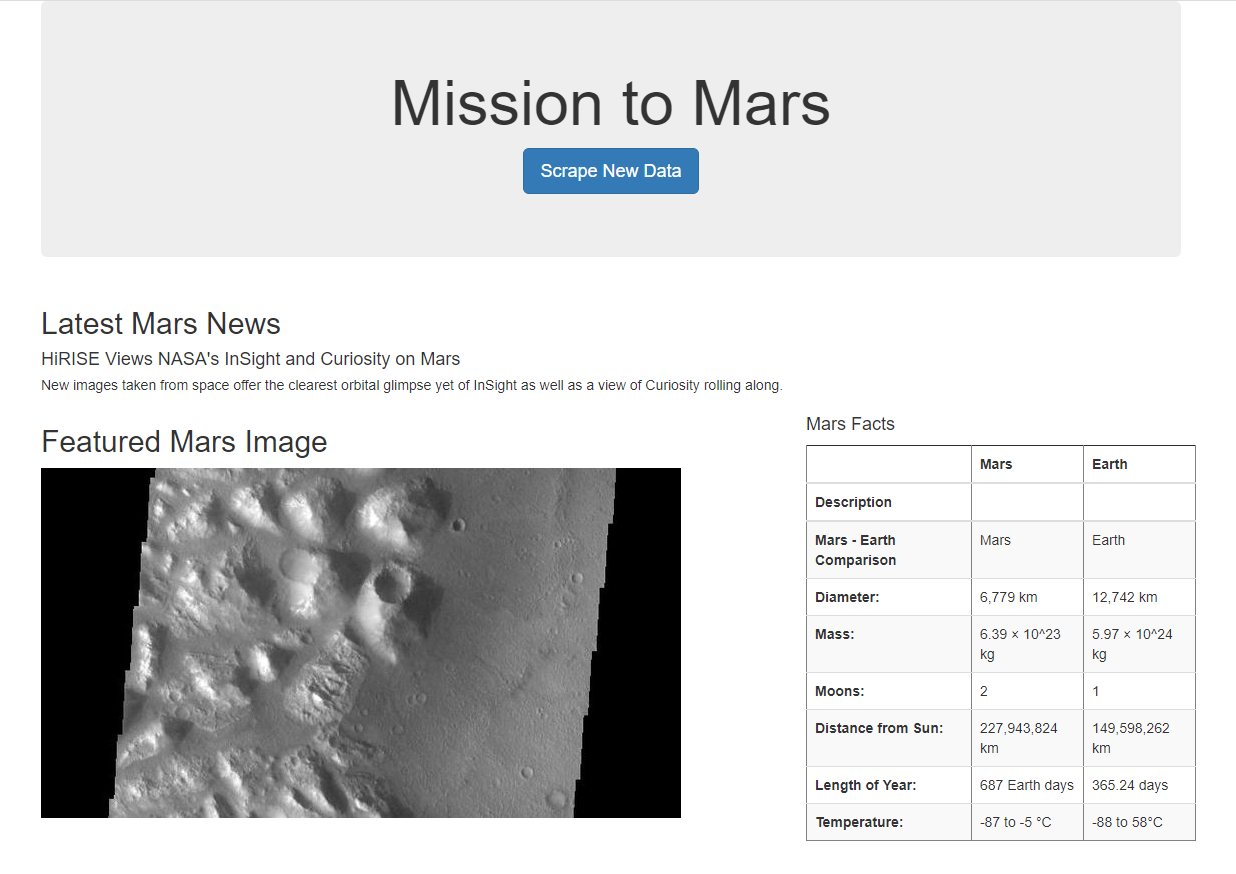 Mission to Mars
Scrape New Data
Latest Mars News
HiRISE Views NASA's InSight and Curiosity on Mars
New images taken from space offer the clearest orbital glimpse yet of InSight as well as a view of Curiosity rolling along.
Featured Mars Image
Mars Facts
Mars Earth
Description
Mars - Earth Mars Earth
Comparison
Diameter: 6,779 km 12,742 km
Mass: 6.39 × 10^23 5.97 × 10^24
kg kg
Moons: 2 1
Distance from Sun: 227,943,824 149,598,262
km km
Length of Year: 687 Earth days 365.24 days
Temperature: -87 to -5 °C -88 to 58°C